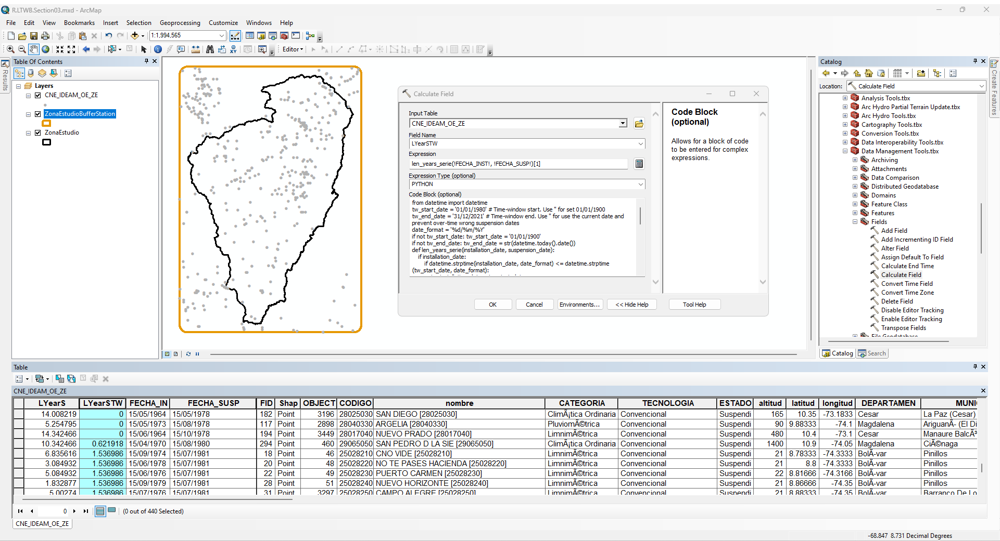 R.LTWB.Section03.mxd - ArcMap
File Edit View Bookmarks Insert Selection Geoprocessing Customize Windows Help
1:1,994,565
Editor
Results
Table Of Contents
Layers
CNE_IDEAM_OE_ZE
ZonaEstudioBufferStation
ZonaEstudio
Calculate Field
Input Table
CNE_IDEAM_OE_ZE
Field Name
LYearSTW
Expression
len_years_serie(!FECHA_INST!, !FECHA_SUSP!)[1]
Expression Type (optional)
PYTHON
Code Block (optional)
from datetime import datetime
tw_start_date = '01/01/1980' # Time-window start. Use '' for set 01/01/1900
tw_end_date = '31/12/2021' # Time-window end. Use '' for use the current date and
prevent over-time wrong suspension dates
date_format = '%d/%m/%Y'
if not tw_start_date: tw_start_date = '01/01/1900'
if not tw_end_date: tw_end_date = str(datetime.today().date())
def len_years_serie(installation_date, suspension_date):
if installation_date:
if datetime.strptime(installation_date, date_format) <= datetime.strptime
(tw_start_date, date_format):
OK Cancel Environments... << Hide Help Tool Help
Code Block
(optional)
Allows for a block of code
to be entered for complex
expressions.
Catalog
Location: Calculate Field
Analysis Tools.tbx
Arc Hydro Partial Terrain Update.tbx
Arc Hydro Tools.tbx
Cartography Tools.tbx
Conversion Tools.tbx
Data Interoperability Tools.tbx
Data Management Tools.tbx
Archiving
Attachments
Data Comparison
Distributed Geodatabase
Domains
Feature Class
Features
Fields
Add Field
Add Incrementing ID Field
Alter Field
Assign Default To Field
Calculate End Time
Calculate Field
Convert Time Field
Convert Time Zone
Delete Field
Disable Editor Tracking
Enable Editor Tracking
Transpose Fields
File Geodatabase
Catalog Search
Create Features
Table
CNE_IDEAM_OE_ZE
LYearS LYearSTW FECHA_IN FECHA_SUSP FID Shap OBJECT CODIGO nombre CATEGORIA TECNOLOGIA ESTADO altitud latitud longitud DEPARTAMEN MUNI
14.008219 0 15/05/1964 15/05/1978 182 Point 3196 28025030 SAN DIEGO [28025030] ClimÃ¡tica Ordinaria Convencional Suspendi 165 10.35 -73.1833 Cesar La Paz (Cesar)
5.254795 0 15/05/1973 15/08/1978 117 Point 2898 28040330 ARGELIA [28040330] PluviomÃ©trica Convencional Suspendi 90 9.88333 -74.1 Magdalena AriguanÃ- (El Di
14.342466 0 15/06/1964 15/10/1978 194 Point 3449 28017040 NUEVO PRADO [28017040] LimnimÃ©trica Convencional Suspendi 480 10.4 -73.1 Cesar Manaure BalcÃ³
10.342466 0.621918 15/04/1970 15/08/1980 294 Point 460 29065050 SAN PEDRO D LA SIE [29065050] ClimÃ¡tica Ordinaria Convencional Suspendi 1400 10.9 -74.05 Magdalena CiÃ©naga
6.835616 1.536986 15/09/1974 15/07/1981 18 Point 46 25028210 CNO VIDE [25028210] LimnimÃ©trica Convencional Suspendi 21 8.78333 -74.3333 BolÃ-var Pinillos
3.084932 1.536986 15/06/1978 15/07/1981 20 Point 48 25028220 NO TE PASES HACIENDA [25028220] LimnimÃ©trica Convencional Suspendi 21 8.8 -74.3333 BolÃ-var Pinillos
5.084932 1.536986 15/06/1976 15/07/1981 22 Point 49 25028230 PUERTO CARMEN [25028230] LimnimÃ©trica Convencional Suspendi 22 8.81666 -74.3166 BolÃ-var Pinillos
1.832877 1.536986 15/09/1979 15/07/1981 28 Point 51 25028240 NUEVO HORIZONTE [25028240] LimnimÃ©trica Convencional Suspendi 21 8.86666 -74.35 BolÃ-var Pinillos
5.00274 1.536986 15/07/1976 15/07/1981 31 Point 3297 25028250 CAMPO ALEGRE [25028250] LimnimÃ©trica Convencional Suspendi 21 8.88333 -74.35 BolÃ-var Barranco De Lo
0 (0 out of 440 Selected)
CNE_IDEAM_OE_ZE
-68.847 8.731 Decimal Degrees